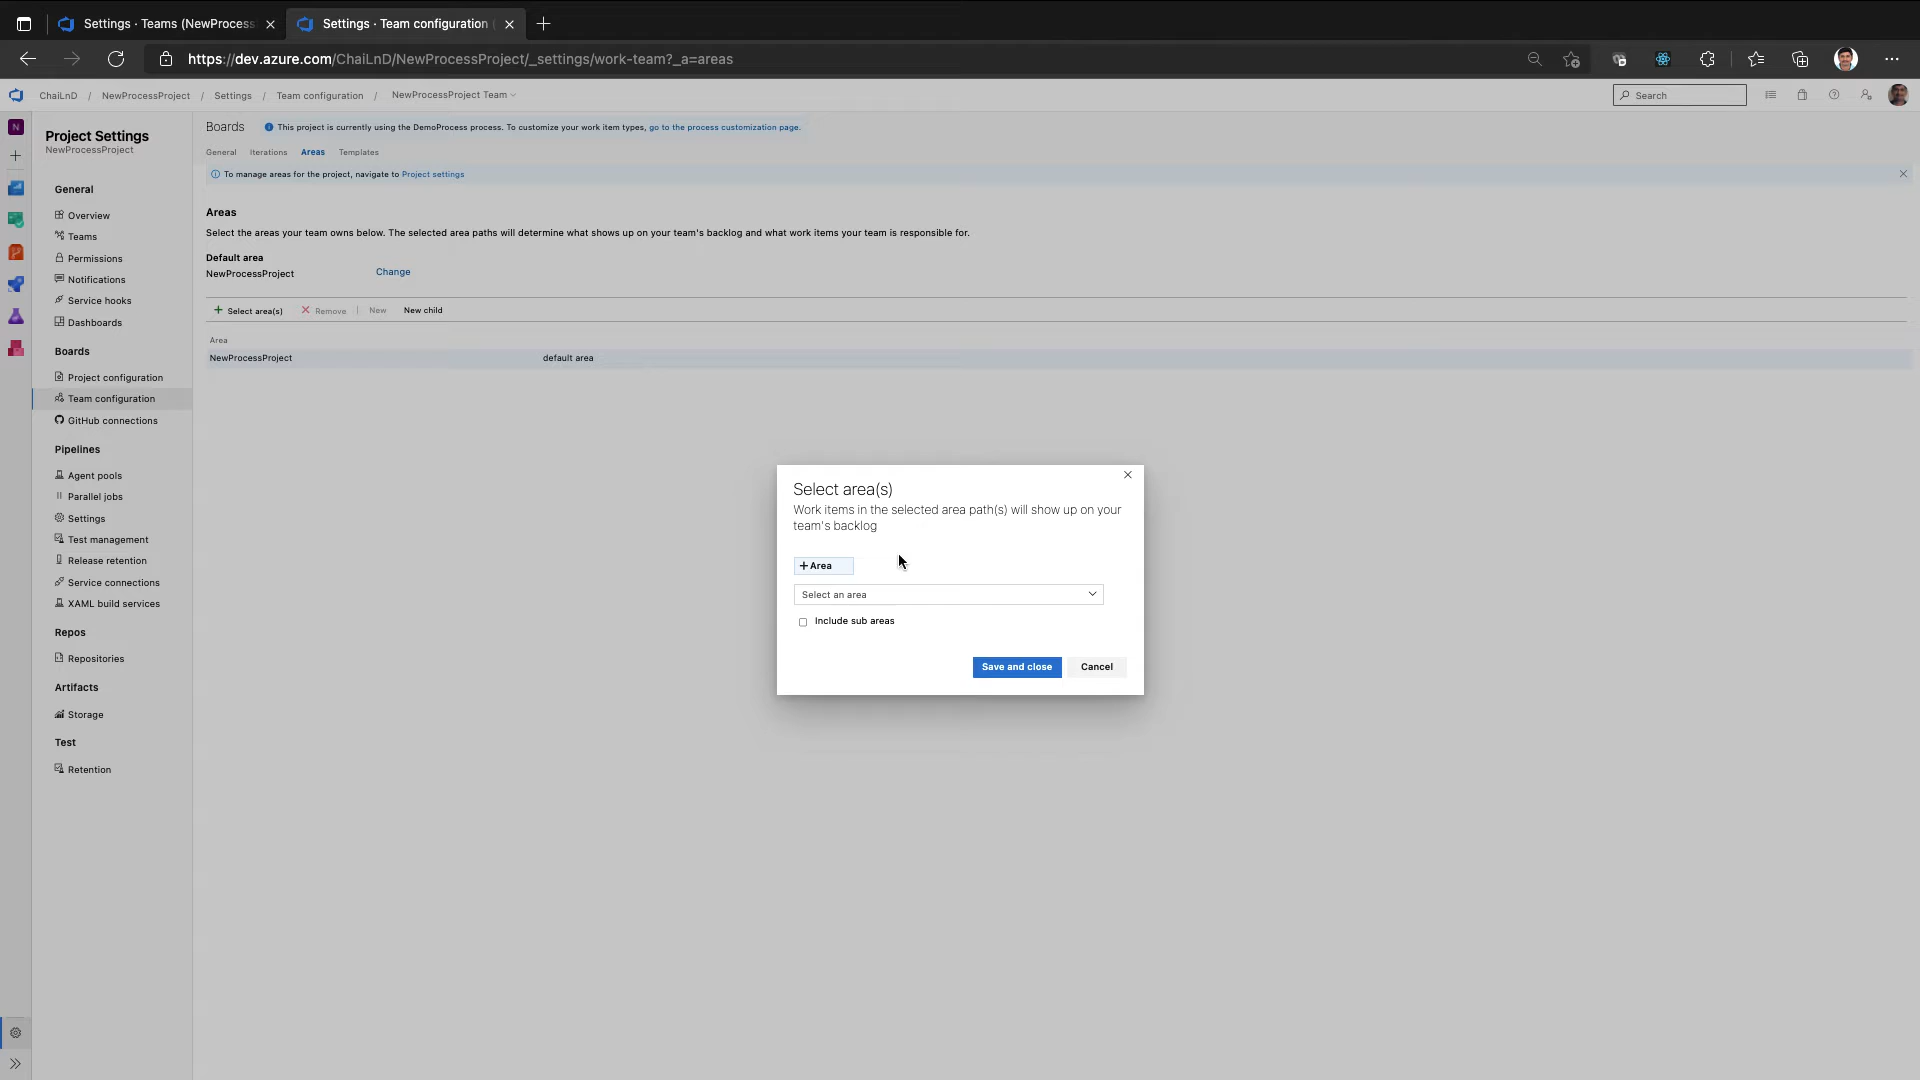 Settings · Teams (NewProcess
Settings · Team configuration
https://dev.azure.com/ChaiLnD/NewProcessProject/_settings/work-team?_a=areas
ChaiLnD / NewProcessProject / Settings / Team configuration / NewProcessProject Team
Search
Project Settings
NewProcessProject
General
Overview
Teams
Permissions
Notifications
Service hooks
Dashboards
Boards
Project configuration
Team configuration
GitHub connections
Pipelines
Agent pools
Parallel jobs
Settings
Test management
Release retention
Service connections
XAML build services
Repos
Repositories
Artifacts
Storage
Test
Retention
N
Boards
This project is currently using the DemoProcess process. To customize your work item types, go to the process customization page.
General Iterations Areas Templates
To manage areas for the project, navigate to Project settings
Areas
Select the areas your team owns below. The selected area paths will determine what shows up on your team's backlog and what work items your team is responsible for.
Default area
NewProcessProject Change
+ Select area(s) Remove New New child
Area
NewProcessProject default area
Select area(s)
Work items in the selected area path(s) will show up on your
team's backlog
+ Area
Select an area
Include sub areas
Save and close Cancel